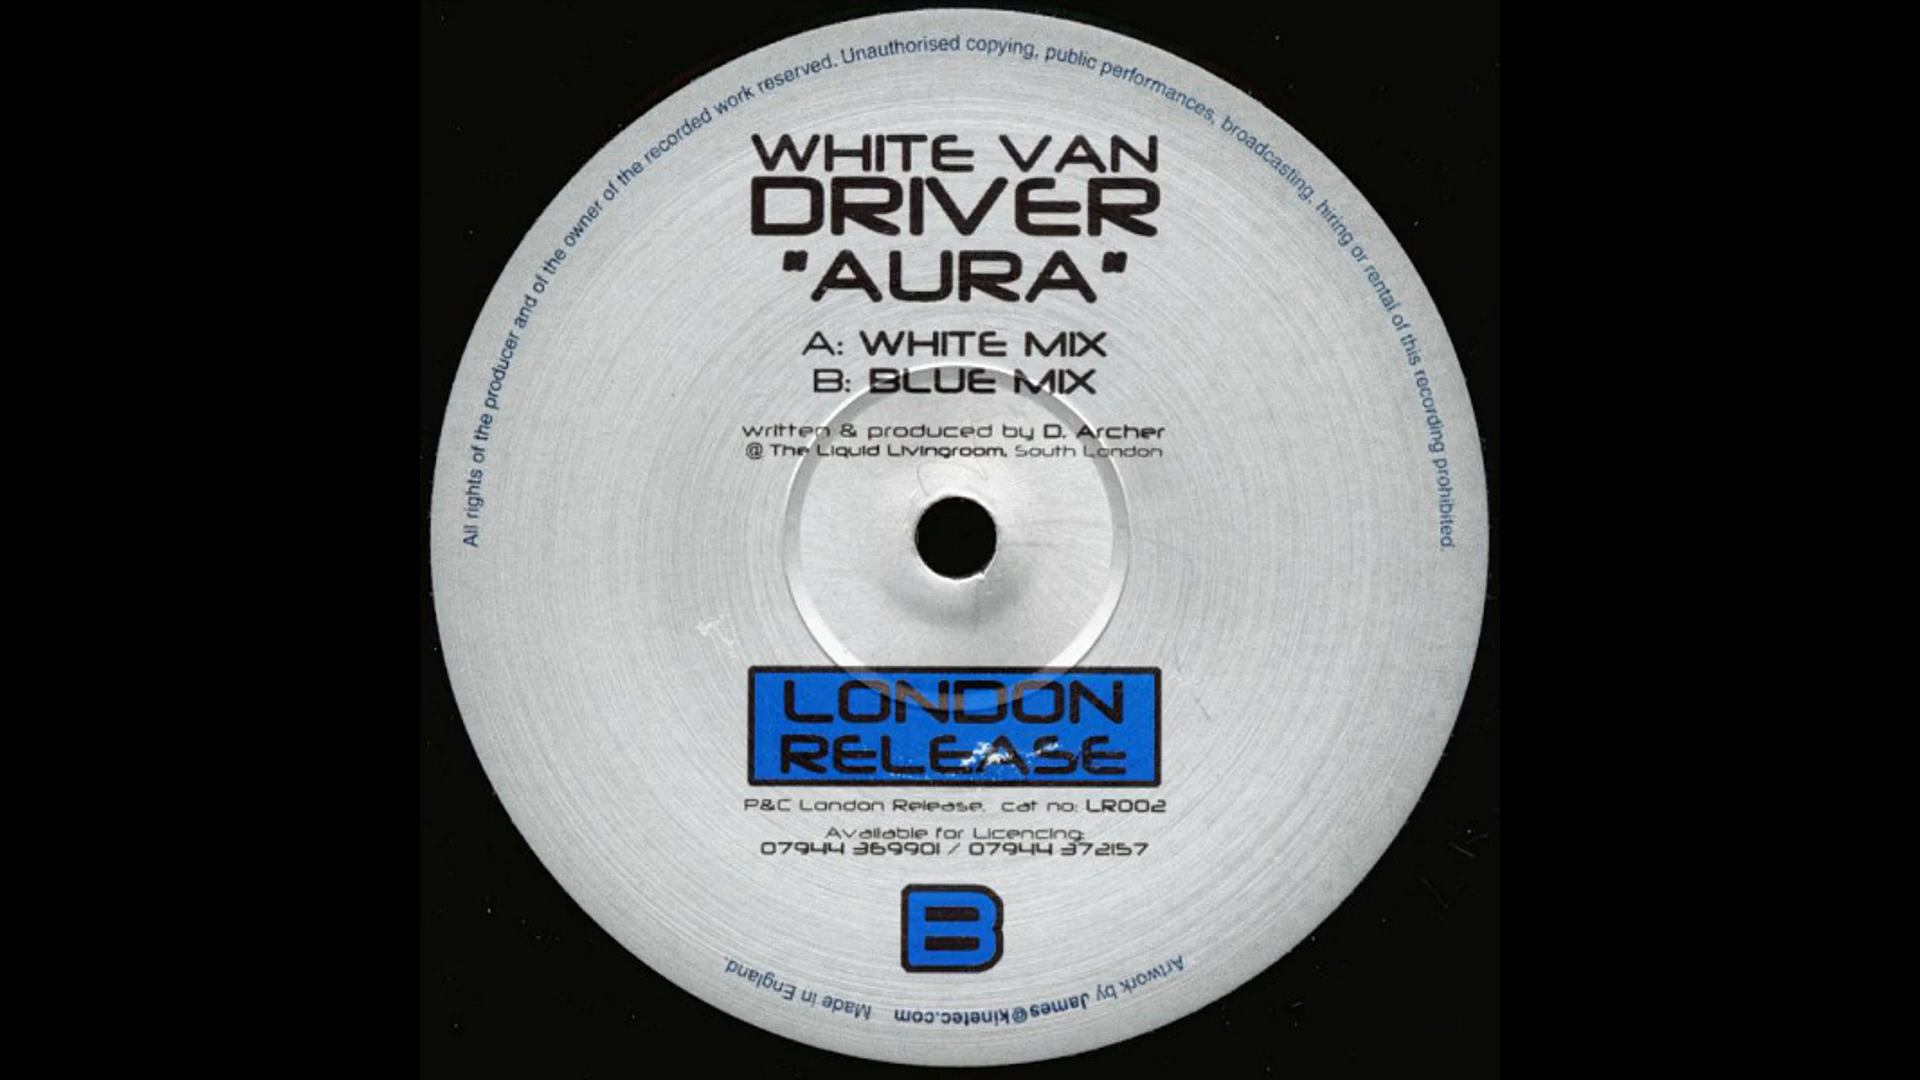 All rights of the producer and of the owner of the recorded work reserved. Unauthorised copying, public performances, broadcasting, hiring or rental of this recording prohibited.
WHITE VAN
DRIVER
"AURA"
A: WHITE MIX
B: BLUE MIX
written & produced by D. Archer
@ The Liquid Livingroom, South London
LONDON
RELEASE
P&C London Release. cat no: LR002
Available for Licencing:
07944 369901 / 07944 372157
B
Artwork by James@kinetec.com
Made in England.